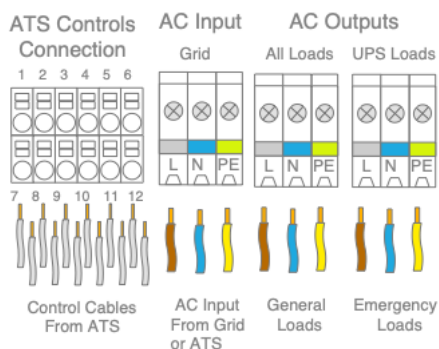 ATS Controls
Connection
AC Input
AC Outputs
Grid
All Loads
UPS Loads
1 2 3 4 5 6
L N PE
L N PE
L N PE
7 8 9 10 11 12
Control Cables
From ATS
AC Input
From Grid
or ATS
General
Loads
Emergency
Loads